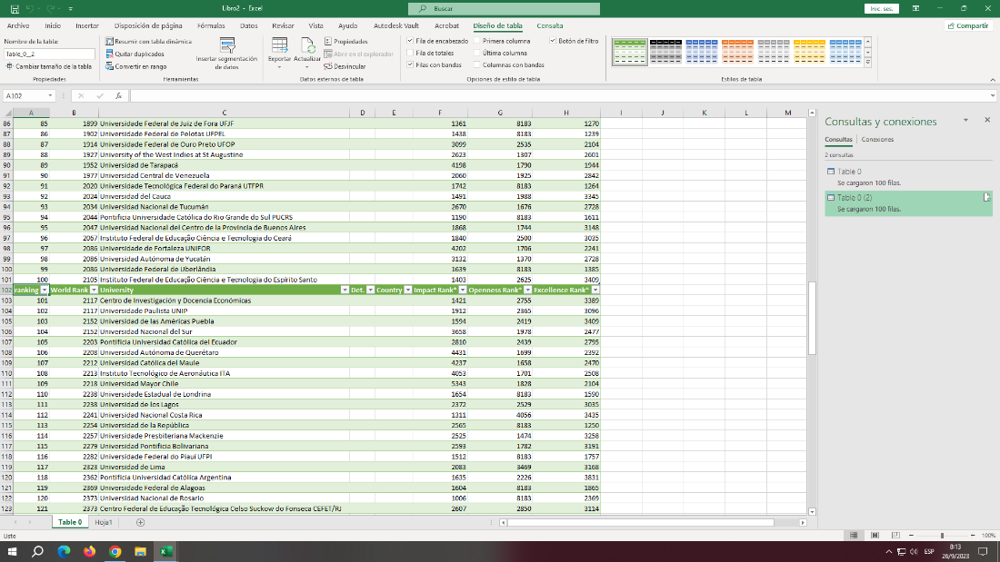 Libro2 - Excel
Buscar
Inic. ses.
Archivo Inicio Insertar Disposición de página Fórmulas Datos Revisar Vista Ayuda Autodesk Vault Acrobat Diseño de tabla Consulta
Compartir
Nombre de la tabla:
Table_0__2
Cambiar tamaño de la tabla
Propiedades
Resumir con tabla dinámica
Quitar duplicados
Convertir en rango
Insertar segmentación
de datos
Herramientas
Exportar Actualizar
Propiedades
Abrir en el explorador
Desvincular
Datos externos de tabla
Fila de encabezado Primera columna Botón de filtro
Fila de totales Última columna
Filas con bandas Columnas con bandas
Opciones de estilo de tabla
Estilos de tabla
A102 fx
A B C D E F G H I J K L M
86 85 1899 Universidade Federal de Juiz de Fora UFJF 1361 8183 1270
87 86 1902 Universidade Federal de Pelotas UFPEL 1438 8183 1239
88 87 1914 Universidade Federal de Ouro Preto UFOP 3099 2535 2104
89 88 1927 University of the West Indies at St Augustine 2623 1307 2601
90 89 1952 Universidad de Tarapacá 4198 1790 1944
91 90 1977 Universidad Central de Venezuela 2060 1925 2842
92 91 2020 Universidade Tecnológica Federal do Paraná UTFPR 1742 8183 1264
93 92 2024 Universidad del Cauca 1491 1988 3345
94 93 2034 Universidad Nacional de Tucumán 2670 1676 2728
95 94 2044 Pontificia Universidade Católica do Rio Grande do Sul PUCRS 1190 8183 1611
96 95 2047 Universidad Nacional del Centro de la Provincia de Buenos Aires 1868 1744 3148
97 96 2067 Instituto Federal de Educação Ciência e Tecnologia do Ceará 1840 2500 3035
98 97 2086 Universidade de Fortaleza UNIFOR 4202 1706 2241
99 98 2086 Universidad Autónoma de Yucatán 3132 1370 2728
100 99 2086 Universidade Federal de Uberlândia 1639 8183 1385
101 100 2105 Instituto Federal de Educação Ciência e Tecnologia do Espírito Santo 1403 2625 3409
102 ranking World Rank University Det. Country Impact Rank* Openness Rank* Excellence Rank*
103 101 2117 Centro de Investigación y Docencia Económicas 1421 2755 3389
104 102 2117 Universidade Paulista UNIP 1912 2365 3096
105 103 2152 Universidad de las Américas Puebla 1594 2419 3409
106 104 2152 Universidad Nacional del Sur 3658 1978 2477
107 105 2203 Pontificia Universidad Católica del Ecuador 2810 2439 2795
108 106 2208 Universidad Autónoma de Querétaro 4431 1699 2392
109 107 2212 Universidad Católica del Maule 4237 1658 2470
110 108 2213 Instituto Tecnológico de Aeronáutica ITA 4053 1701 2508
111 109 2218 Universidad Mayor Chile 5343 1828 2104
112 110 2238 Universidade Estadual de Londrina 1654 8183 1590
113 111 2238 Universidad de los Lagos 2372 2529 3035
114 112 2241 Universidad Nacional Costa Rica 1311 4056 3435
115 113 2254 Universidad de la República 2565 8183 1250
116 114 2257 Universidade Presbiteriana Mackenzie 2525 1474 3258
117 115 2279 Universidad Pontificia Bolivariana 2593 1782 3191
118 116 2282 Universidade Federal do Piauí UFPI 1512 8183 1757
119 117 2323 Universidad de Lima 2083 3469 3168
120 118 2362 Pontificia Universidad Católica Argentina 1635 2226 3831
121 119 2369 Universidade Federal de Alagoas 1604 8183 1865
122 120 2373 Universidad Nacional de Rosario 1006 8183 2369
123 121 2373 Centro Federal de Educação Tecnológica Celso Suckow do Fonseca CEFET/RJ 2607 2850 3114
Consultas y conexiones
Consultas Conexiones
2 consultas
Table 0
Se cargaron 100 filas.
Table 0 (2)
Se cargaron 100 filas.
Table 0 Hoja1
Listo
100%
ESP
8:13
26/9/2023